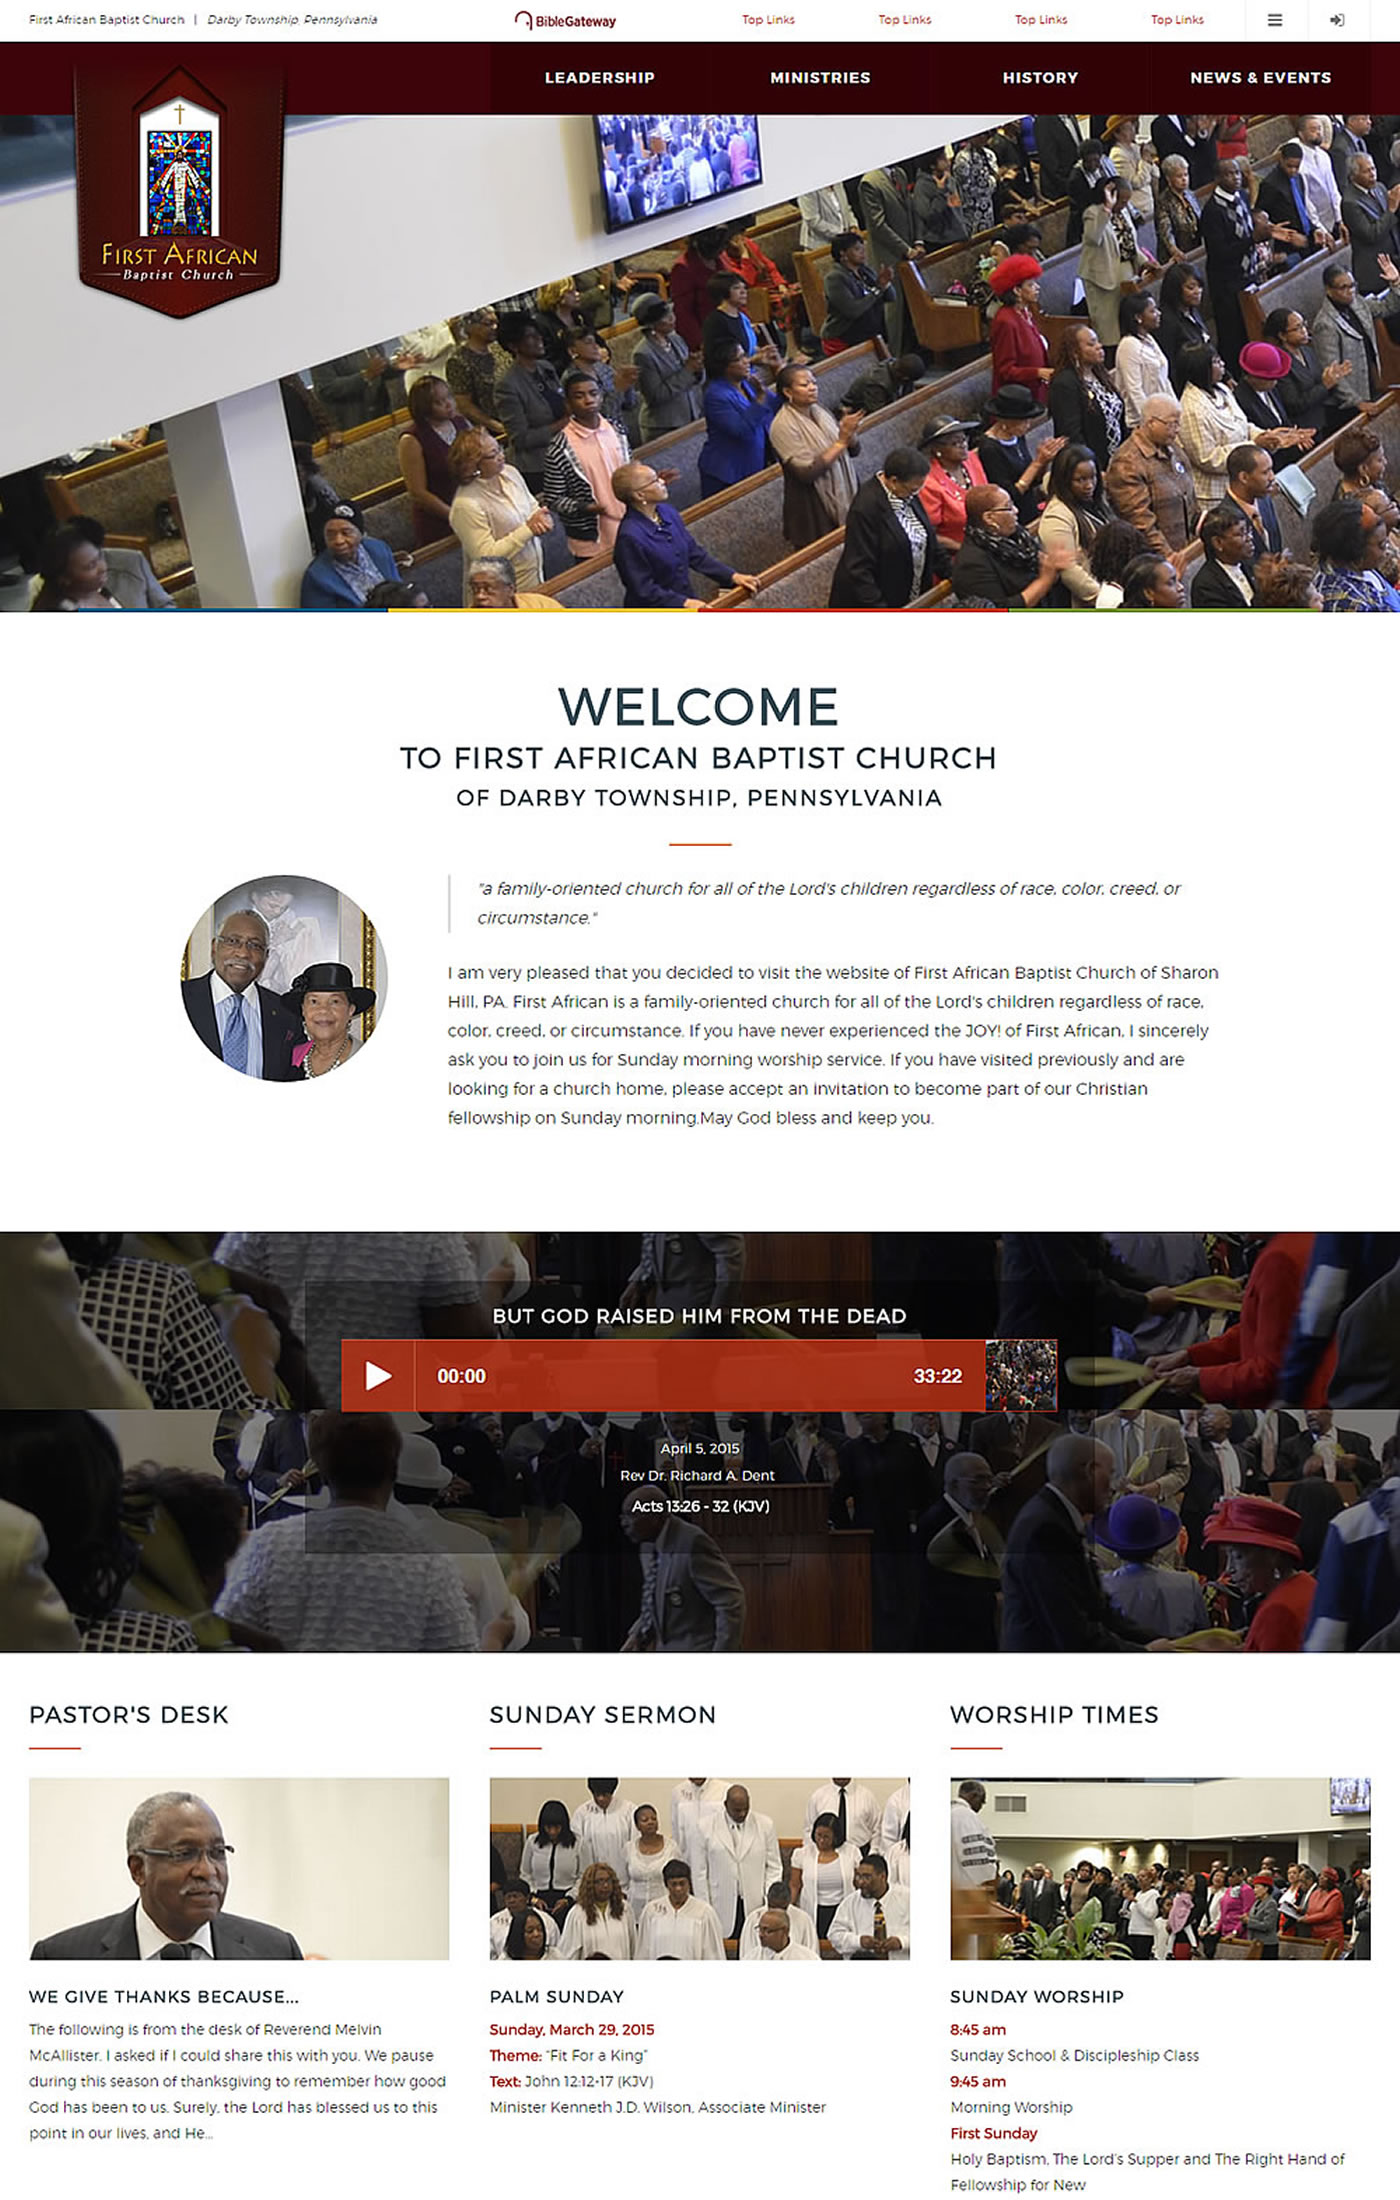 First African Baptist Church | Darby Township, Pennsylvania
BibleGateway
Top Links
Top Links
Top Links
Top Links
LEADERSHIP
MINISTRIES
HISTORY
NEWS & EVENTS
FIRST AFRICAN
Baptist Church
WELCOME
TO FIRST AFRICAN BAPTIST CHURCH
OF DARBY TOWNSHIP, PENNSYLVANIA
"a family-oriented church for all of the Lord's children regardless of race, color, creed, or
circumstance."
I am very pleased that you decided to visit the website of First African Baptist Church of Sharon
Hill, PA. First African is a family-oriented church for all of the Lord's children regardless of race,
color, creed, or circumstance. If you have never experienced the JOY! of First African, I sincerely
ask you to join us for Sunday morning worship service. If you have visited previously and are
looking for a church home, please accept an invitation to become part of our Christian
fellowship on Sunday morning.May God bless and keep you.
BUT GOD RAISED HIM FROM THE DEAD
00:00
33:22
April 5, 2015
Rev Dr. Richard A. Dent
Acts 13:26 - 32 (KJV)
PASTOR'S DESK
WE GIVE THANKS BECAUSE...
The following is from the desk of Reverend Melvin
McAllister. I asked if I could share this with you. We pause
during this season of thanksgiving to remember how good
God has been to us. Surely, the Lord has blessed us to this
point in our lives, and He...
SUNDAY SERMON
PALM SUNDAY
Sunday, March 29, 2015
Theme: "Fit For a King"
Text: John 12:12-17 (KJV)
Minister Kenneth J.D. Wilson, Associate Minister
WORSHIP TIMES
SUNDAY WORSHIP
8:45 am
Sunday School & Discipleship Class
9:45 am
Morning Worship
First Sunday
Holy Baptism, The Lord's Supper and The Right Hand of
Fellowship for New